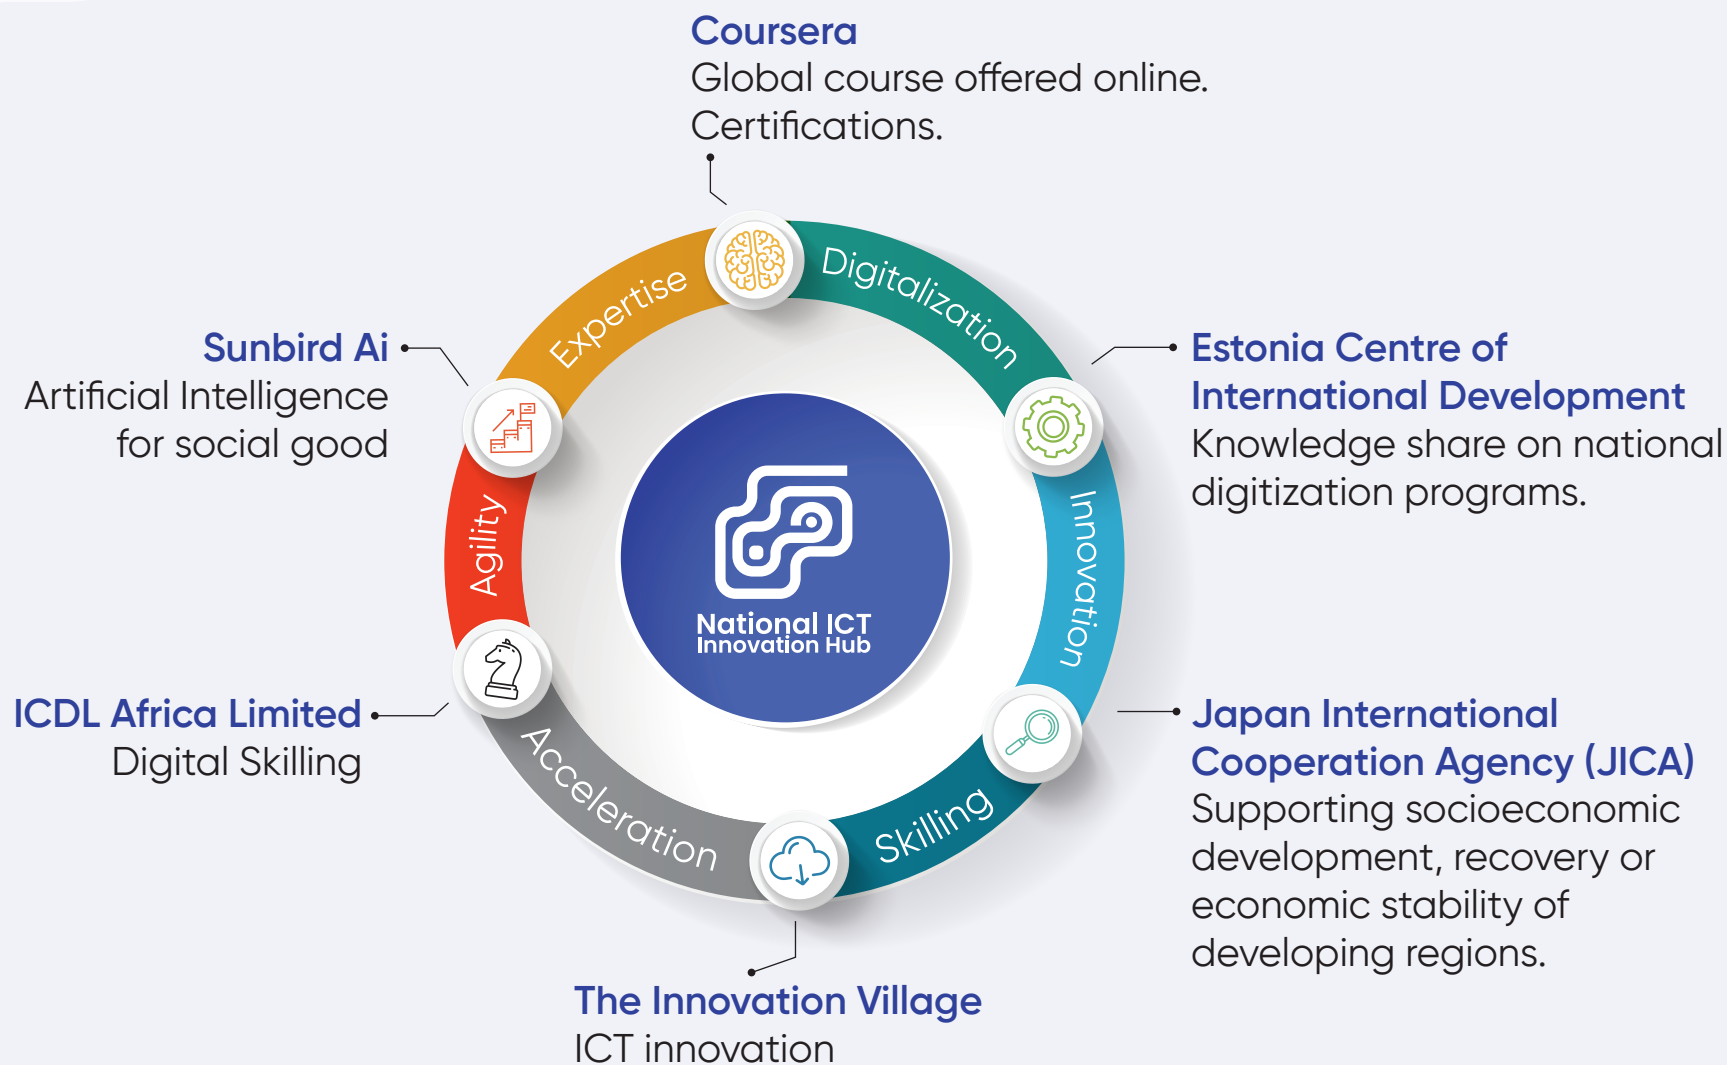 Coursera
Global course offered online.
Certifications.
Expertise
Digitalization
Sunbird Ai
Artificial Intelligence
for social good
Estonia Centre of
International Development
Knowledge share on national
digitization programs.
Agility
Innovation
National ICT
Innovation Hub
ICDL Africa Limited
Digital Skilling
Japan International
Cooperation Agency (JICA)
Supporting socioeconomic
development, recovery or
economic stability of
developing regions.
Acceleration
Skilling
The Innovation Village
ICT innovation